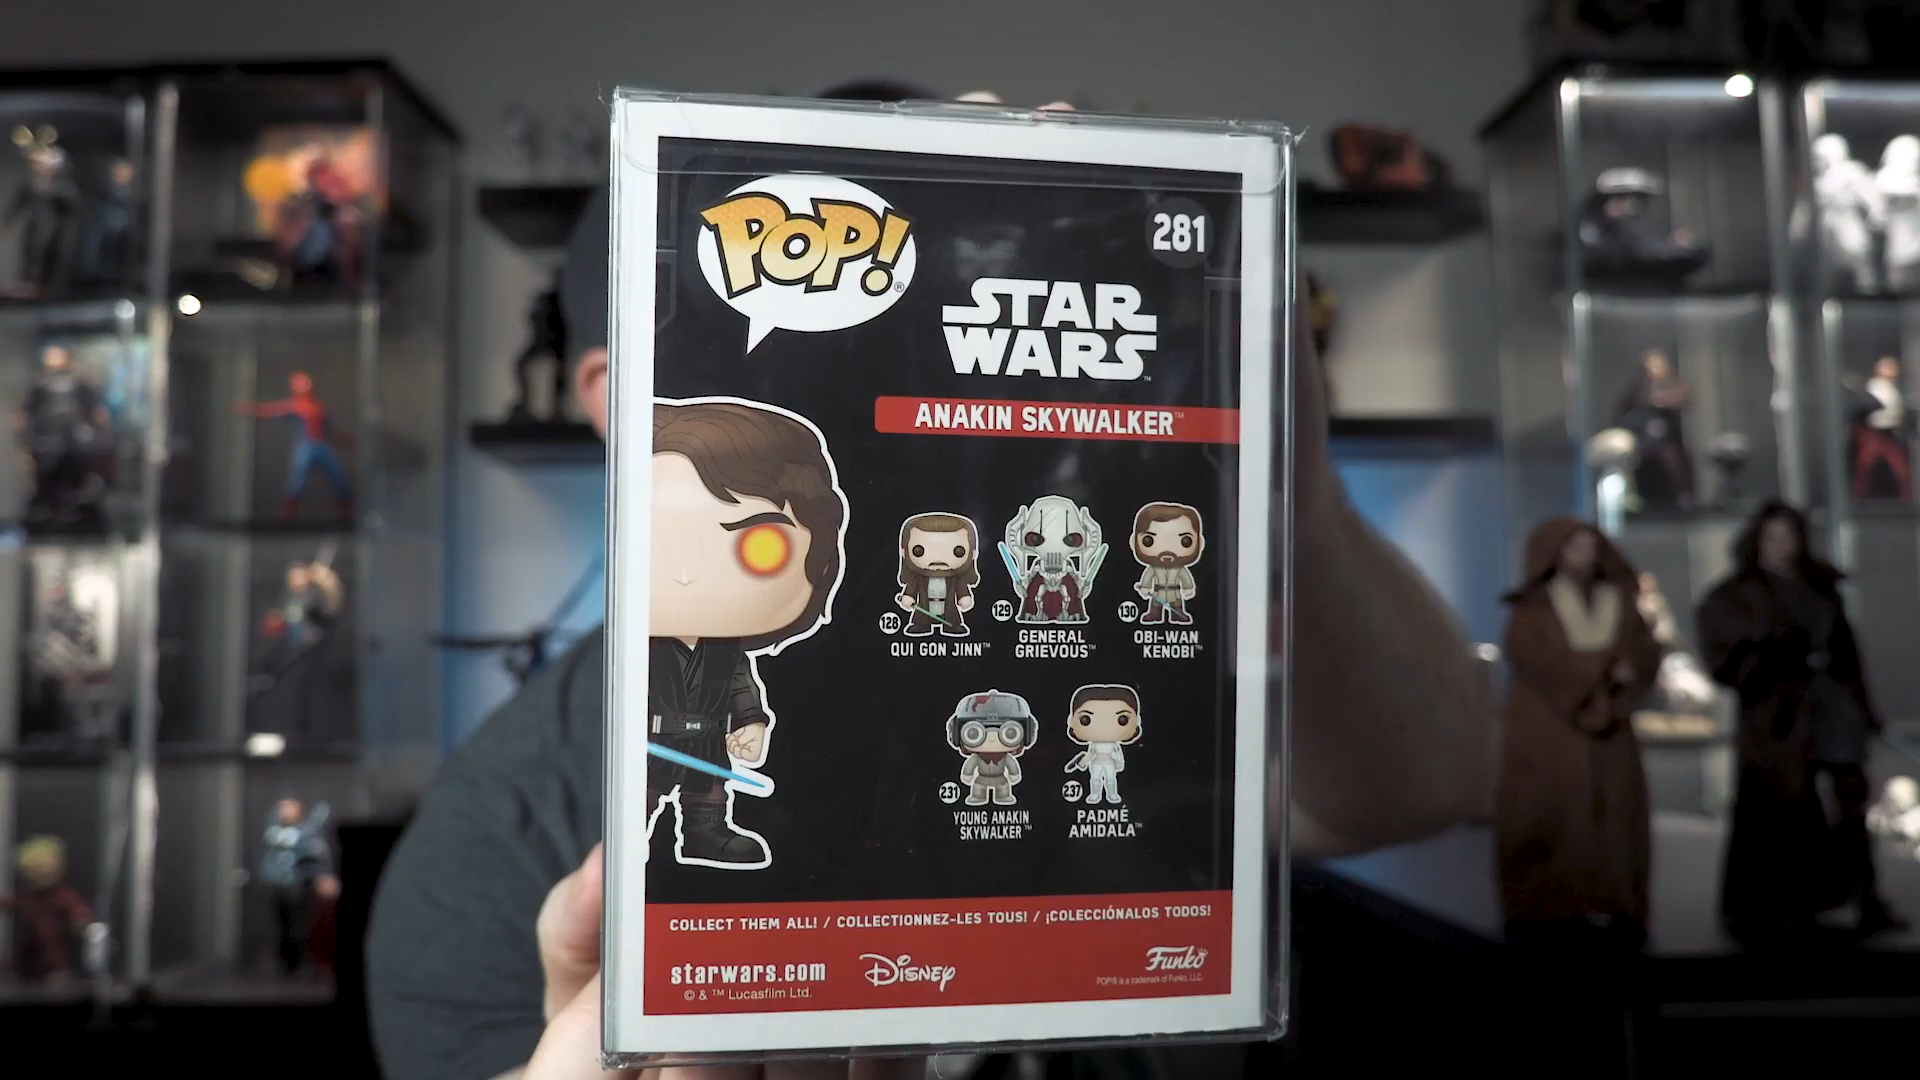 POP!®
281
STAR
WARS™
ANAKIN SKYWALKER™
128
QUI GON JINN™
129
GENERAL
GRIEVOUS™
130
OBI-WAN
KENOBI™
231
YOUNG ANAKIN
SKYWALKER™
237
PADMÉ
AMIDALA™
COLLECT THEM ALL! / COLLECTIONNEZ-LES TOUS! / ¡COLECCIÓNALOS TODOS!
starwars.com
© & ™ Lucasfilm Ltd.
DISNEY
Funko
POP!® is a trademark of Funko, LLC.